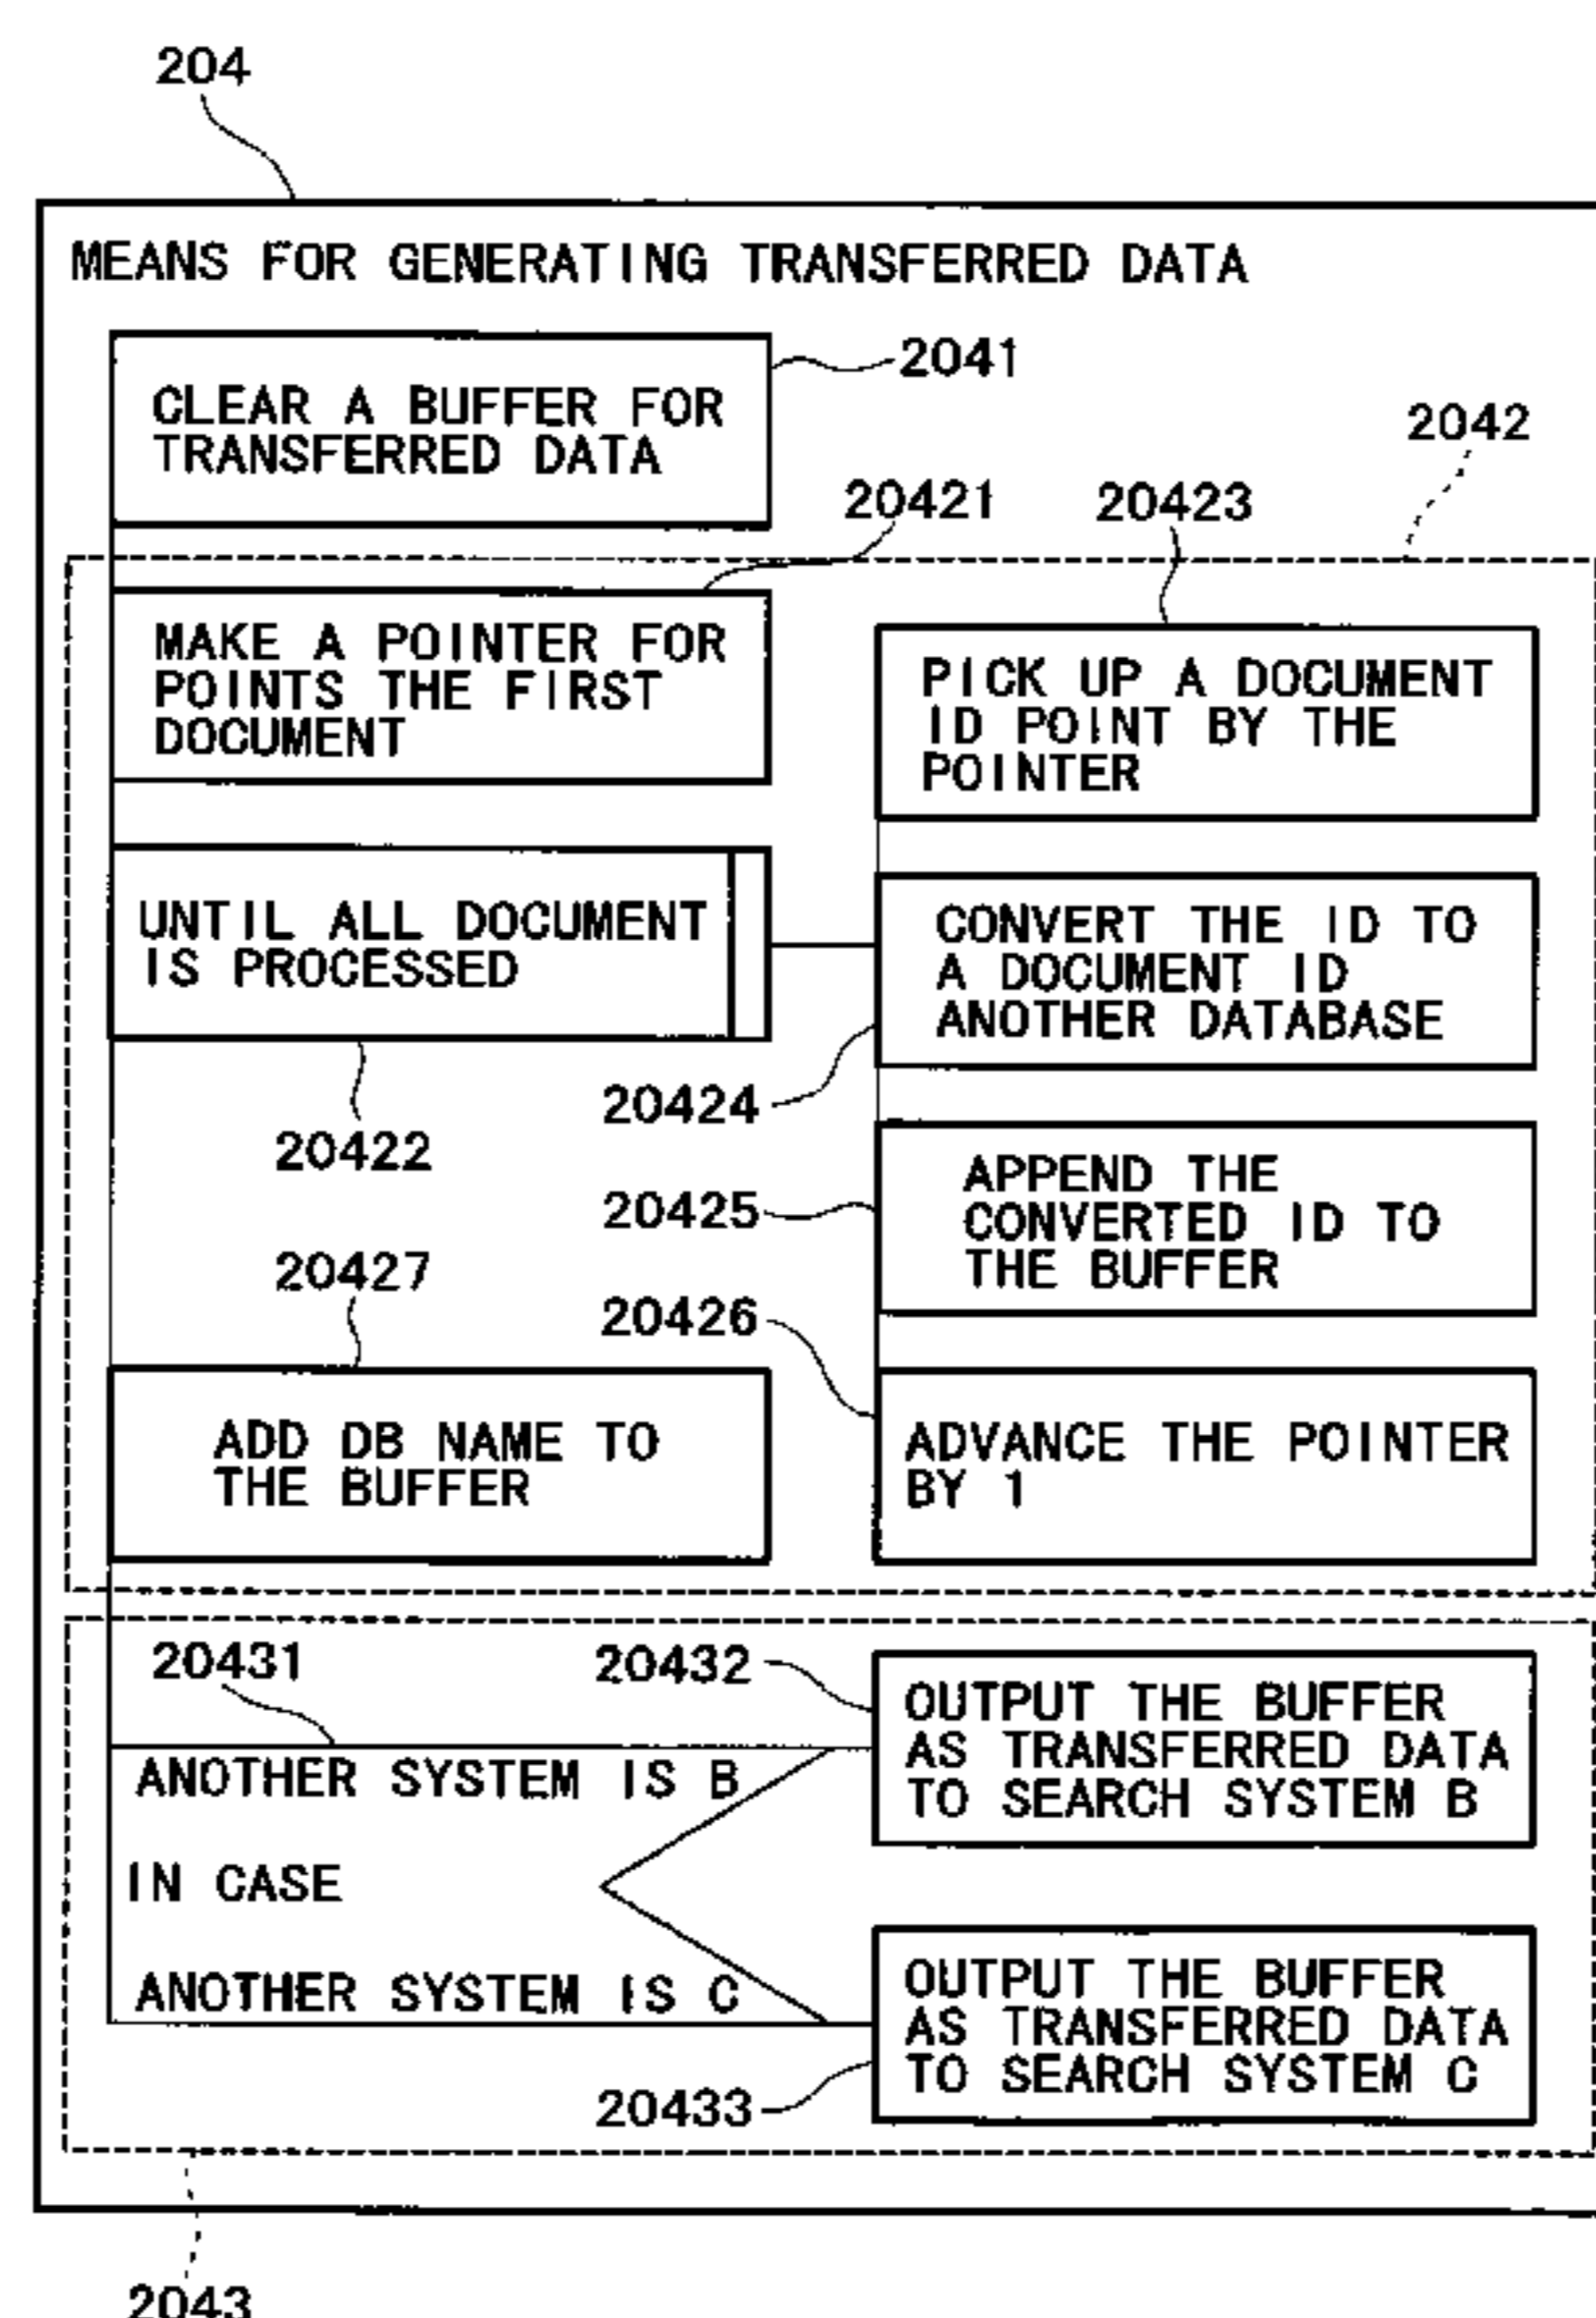 204
MEANS FOR GENERATING TRANSFERRED DATA
2041
CLEAR A BUFFER FOR
TRANSFERRED DATA
2042
20421
20423
MAKE A POINTER FOR
POINTS THE FIRST
DOCUMENT
PICK UP A DOCUMENT
ID POINT BY THE
POINTER
UNTIL ALL DOCUMENT
IS PROCESSED
CONVERT THE ID TO
A DOCUMENT ID
ANOTHER DATABASE
20424
20422
APPEND THE
CONVERTED ID TO
THE BUFFER
20425
20427
20426
ADD DB NAME TO
THE BUFFER
ADVANCE THE POINTER
BY 1
20431
20432
OUTPUT THE BUFFER
AS TRANSFERRED DATA
TO SEARCH SYSTEM B
ANOTHER SYSTEM IS B
IN CASE
ANOTHER SYSTEM IS C
OUTPUT THE BUFFER
AS TRANSFERRED DATA
TO SEARCH SYSTEM C
20433
2043